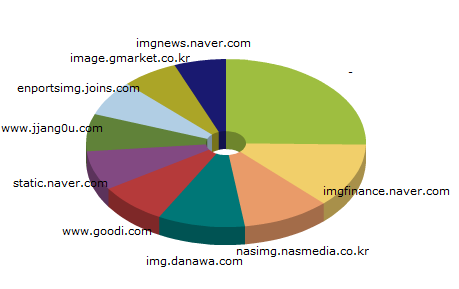 imgnews.naver.com
image.gmarket.co.kr
-
enportsimg.joins.com
www.jjang0u.com
static.naver.com
imgfinance.naver.com
www.goodi.com
nasimg.nasmedia.co.kr
img.danawa.com